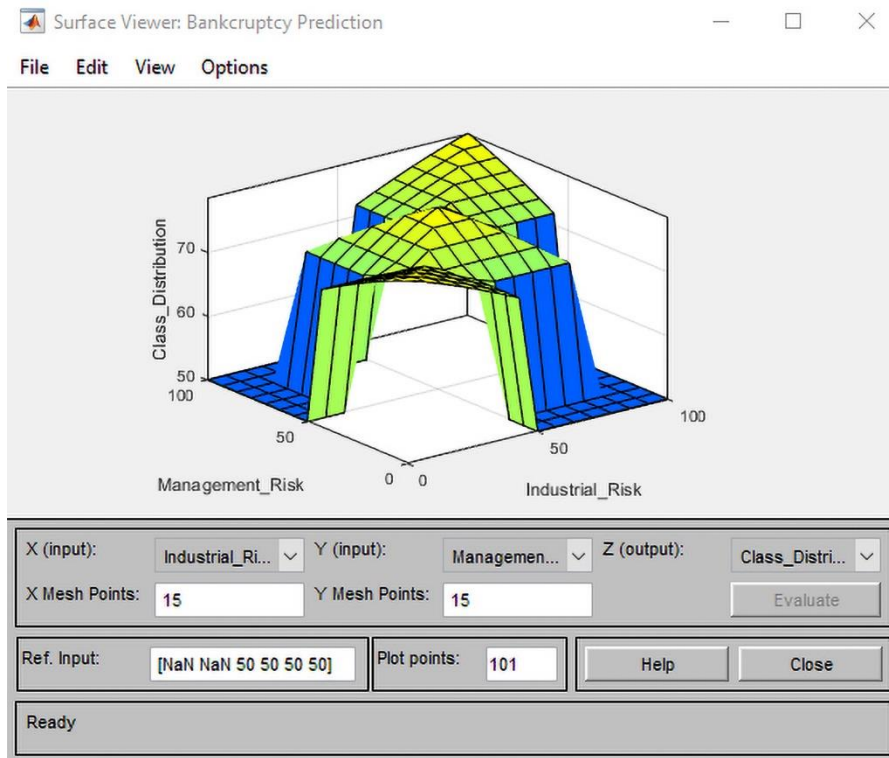 Surface Viewer: Bankcruptcy Prediction
File Edit View Options
Class_Distribution
70
60
50
100
50
0
Management_Risk
0
50
100
Industrial_Risk
X (input): Industrial_Ri... Y (input): Managemen... Z (output): Class_Distri...
X Mesh Points: 15 Y Mesh Points: 15 Evaluate
Ref. Input: [NaN NaN 50 50 50 50] Plot points: 101 Help Close
Ready